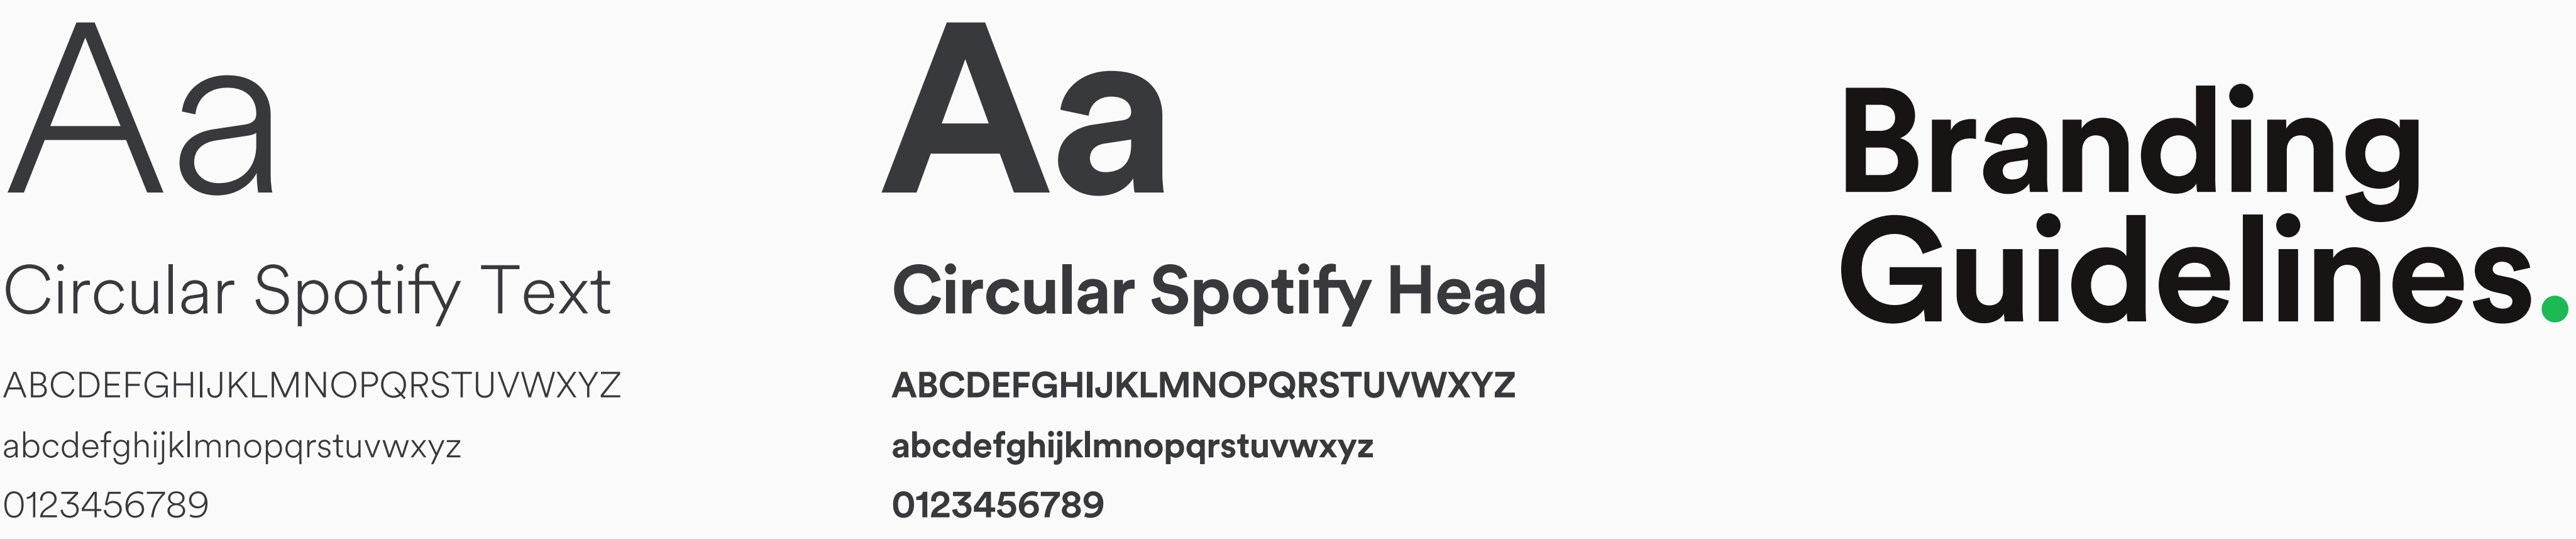 Aa
Circular Spotify Text
ABCDEFGHIJKLMNOPQRSTUVWXYZ
abcdefghijklmnopqrstuvwxyz
0123456789
Aa
Circular Spotify Head
ABCDEFGHIJKLMNOPQRSTUVWXYZ
abcdefghijklmnopqrstuvwxyz
0123456789
Branding
Guidelines.